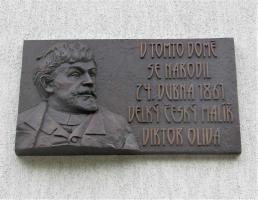 V TOMTO DOMĚ
SE NARODIL
24. DUBNA 1861
VELKÝ ČESKÝ MALÍŘ
VIKTOR OLIVA